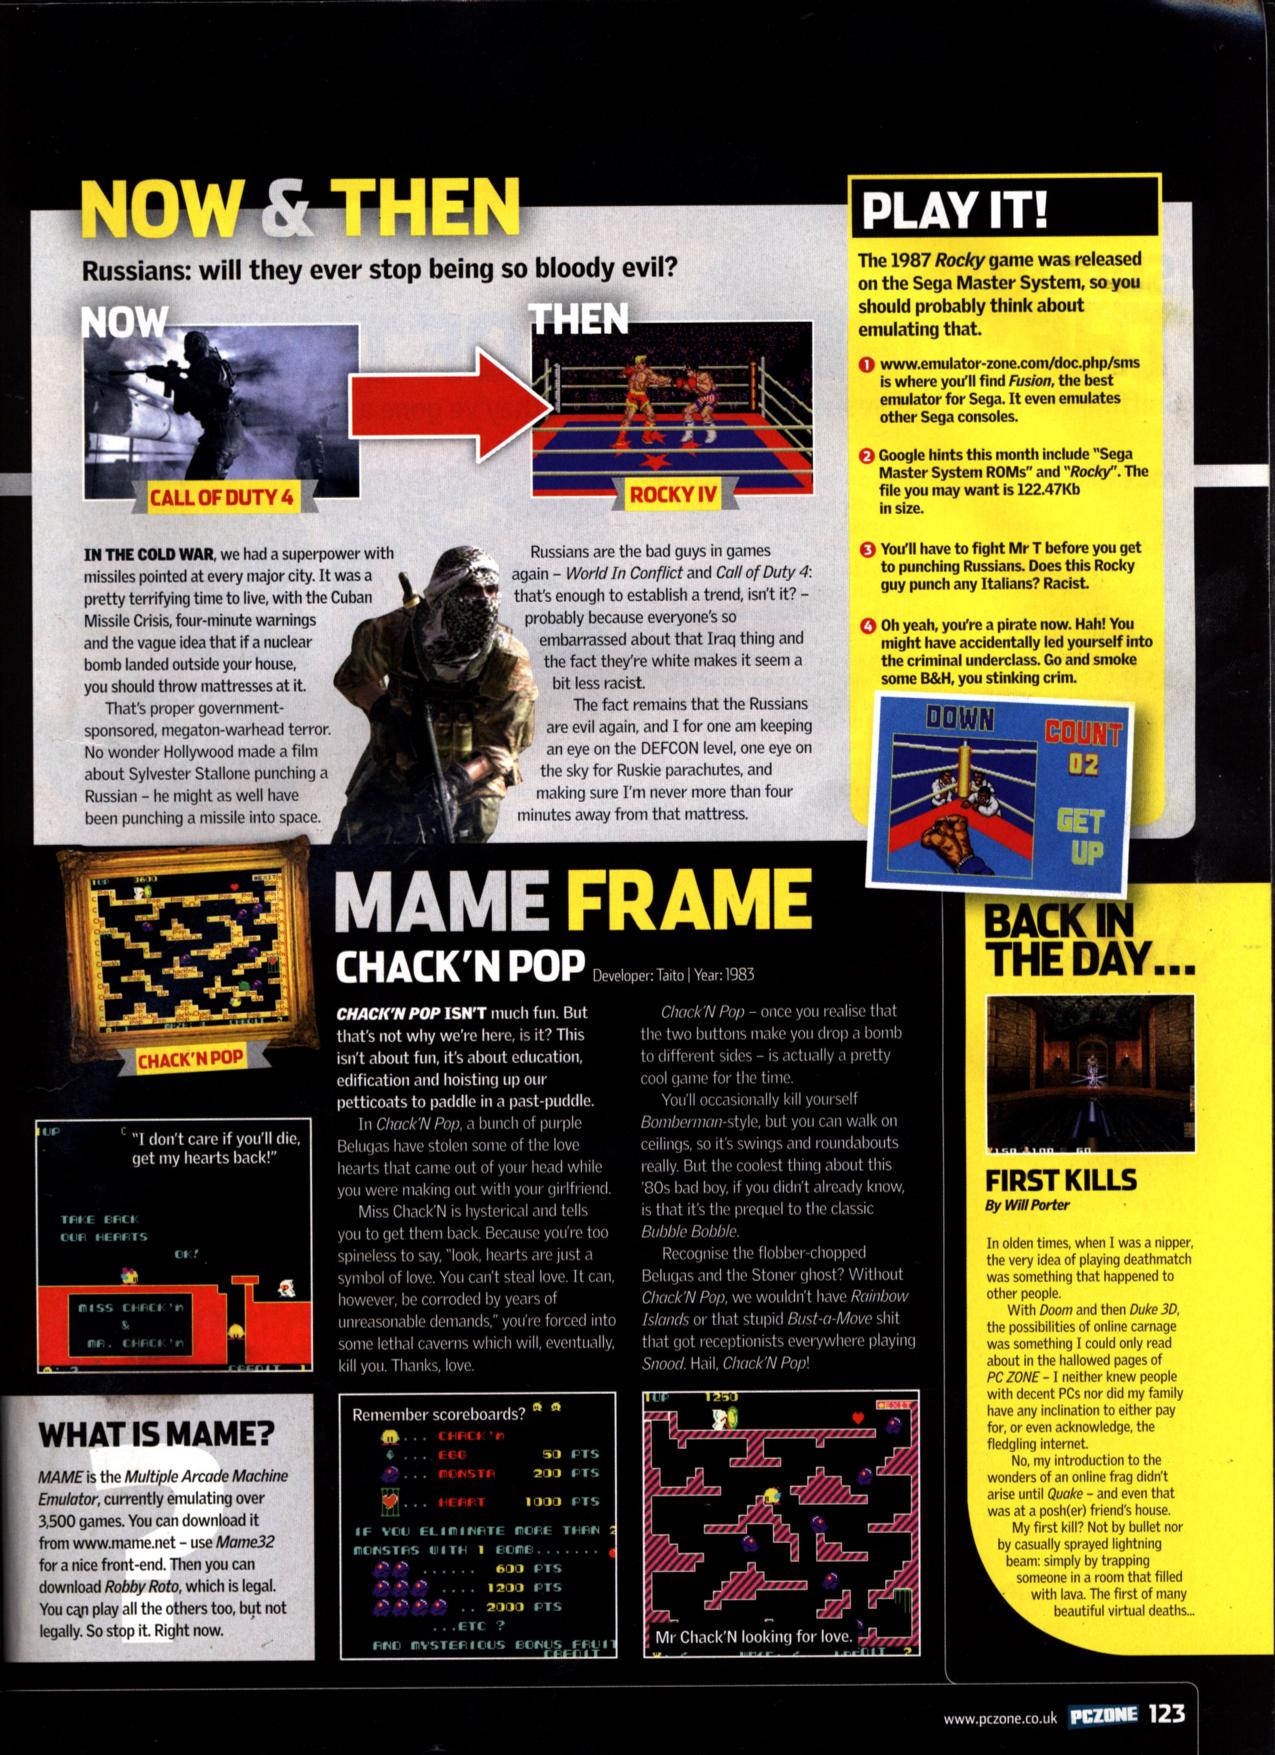 NOW & THEN
Russians: will they ever stop being so bloody evil?
NOW
CALL OF DUTY 4
THEN
ROCKY IV
IN THE COLD WAR, we had a superpower with
missiles pointed at every major city. It was a
pretty terrifying time to live, with the Cuban
Missile Crisis, four-minute warnings
and the vague idea that if a nuclear
bomb landed outside your house,
you should throw mattresses at it.
That's proper government-
sponsored, megaton-warhead terror.
No wonder Hollywood made a film
about Sylvester Stallone punching a
Russian – he might as well have
been punching a missile into space.
Russians are the bad guys in games
again – World In Conflict and Call of Duty 4:
that's enough to establish a trend, isn't it? –
probably because everyone's so
embarrassed about that Iraq thing and
the fact they're white makes it seem a
bit less racist.
The fact remains that the Russians
are evil again, and I for one am keeping
an eye on the DEFCON level, one eye on
the sky for Ruskie parachutes, and
making sure I'm never more than four
minutes away from that mattress.
PLAY IT!
The 1987 Rocky game was released
on the Sega Master System, so you
should probably think about
emulating that.
1 www.emulator-zone.com/doc.php/sms
is where you'll find Fusion, the best
emulator for Sega. It even emulates
other Sega consoles.
2 Google hints this month include "Sega
Master System ROMs" and "Rocky". The
file you may want is 122.47Kb
in size.
3 You'll have to fight Mr T before you get
to punching Russians. Does this Rocky
guy punch any Italians? Racist.
4 Oh yeah, you're a pirate now. Hah! You
might have accidentally led yourself into
the criminal underclass. Go and smoke
some B&H, you stinking crim.
DOWN
COUNT
02
GET
UP
1UP 3600
CHACK'N POP
MAME FRAME
CHACK'N POP Developer: Taito | Year: 1983
CHACK'N POP ISN'T much fun. But
that's not why we're here, is it? This
isn't about fun, it's about education,
edification and hoisting up our
petticoats to paddle in a past-puddle.
In Chack'N Pop, a bunch of purple
Belugas have stolen some of the love
hearts that came out of your head while
you were making out with your girlfriend.
Miss Chack'N is hysterical and tells
you to get them back. Because you're too
spineless to say, "look, hearts are just a
symbol of love. You can't steal love. It can,
however, be corroded by years of
unreasonable demands," you're forced into
some lethal caverns which will, eventually,
kill you. Thanks, love.
Chack'N Pop – once you realise that
the two buttons make you drop a bomb
to different sides – is actually a pretty
cool game for the time.
You'll occasionally kill yourself
Bomberman-style, but you can walk on
ceilings, so it's swings and roundabouts
really. But the coolest thing about this
'80s bad boy, if you didn't already know,
is that it's the prequel to the classic
Bubble Bobble.
Recognise the flobber-chopped
Belugas and the Stoner ghost? Without
Chack'N Pop, we wouldn't have Rainbow
Islands or that stupid Bust-a-Move shit
that got receptionists everywhere playing
Snood. Hail, Chack'N Pop!
1UP
"I don't care if you'll die,
get my hearts back!"
TAKE BACK
OUR HEARTS
OK!
MISS CHACK'n
&
MR. CHACK'n
CREDIT 1
WHAT IS MAME?
MAME is the Multiple Arcade Machine
Emulator, currently emulating over
3,500 games. You can download it
from www.mame.net – use Mame32
for a nice front-end. Then you can
download Robby Roto, which is legal.
You can play all the others too, but not
legally. So stop it. Right now.
Remember scoreboards?
... CHACK'n
... EGG 50 PTS
... MONSTA 200 PTS
... HEART 1000 PTS
IF YOU ELIMINATE MORE THAN 2
MONSTAS WITH 1 BOMB.......
...... 600 PTS
.... 1200 PTS
.. 2000 PTS
...ETC ?
AND MYSTERIOUS BONUS FRUIT
CREDIT
1UP 1250
Mr Chack'N looking for love.
CREDIT 2
BACK IN
THE DAY...
150 100 60
FIRST KILLS
By Will Porter
In olden times, when I was a nipper,
the very idea of playing deathmatch
was something that happened to
other people.
With Doom and then Duke 3D,
the possibilities of online carnage
was something I could only read
about in the hallowed pages of
PC ZONE – I neither knew people
with decent PCs nor did my family
have any inclination to either pay
for, or even acknowledge, the
fledgling internet.
No, my introduction to the
wonders of an online frag didn't
arise until Quake – and even that
was at a posh(er) friend's house.
My first kill? Not by bullet nor
by casually sprayed lightning
beam: simply by trapping
someone in a room that filled
with lava. The first of many
beautiful virtual deaths...
www.pczone.co.uk PCZONE 123